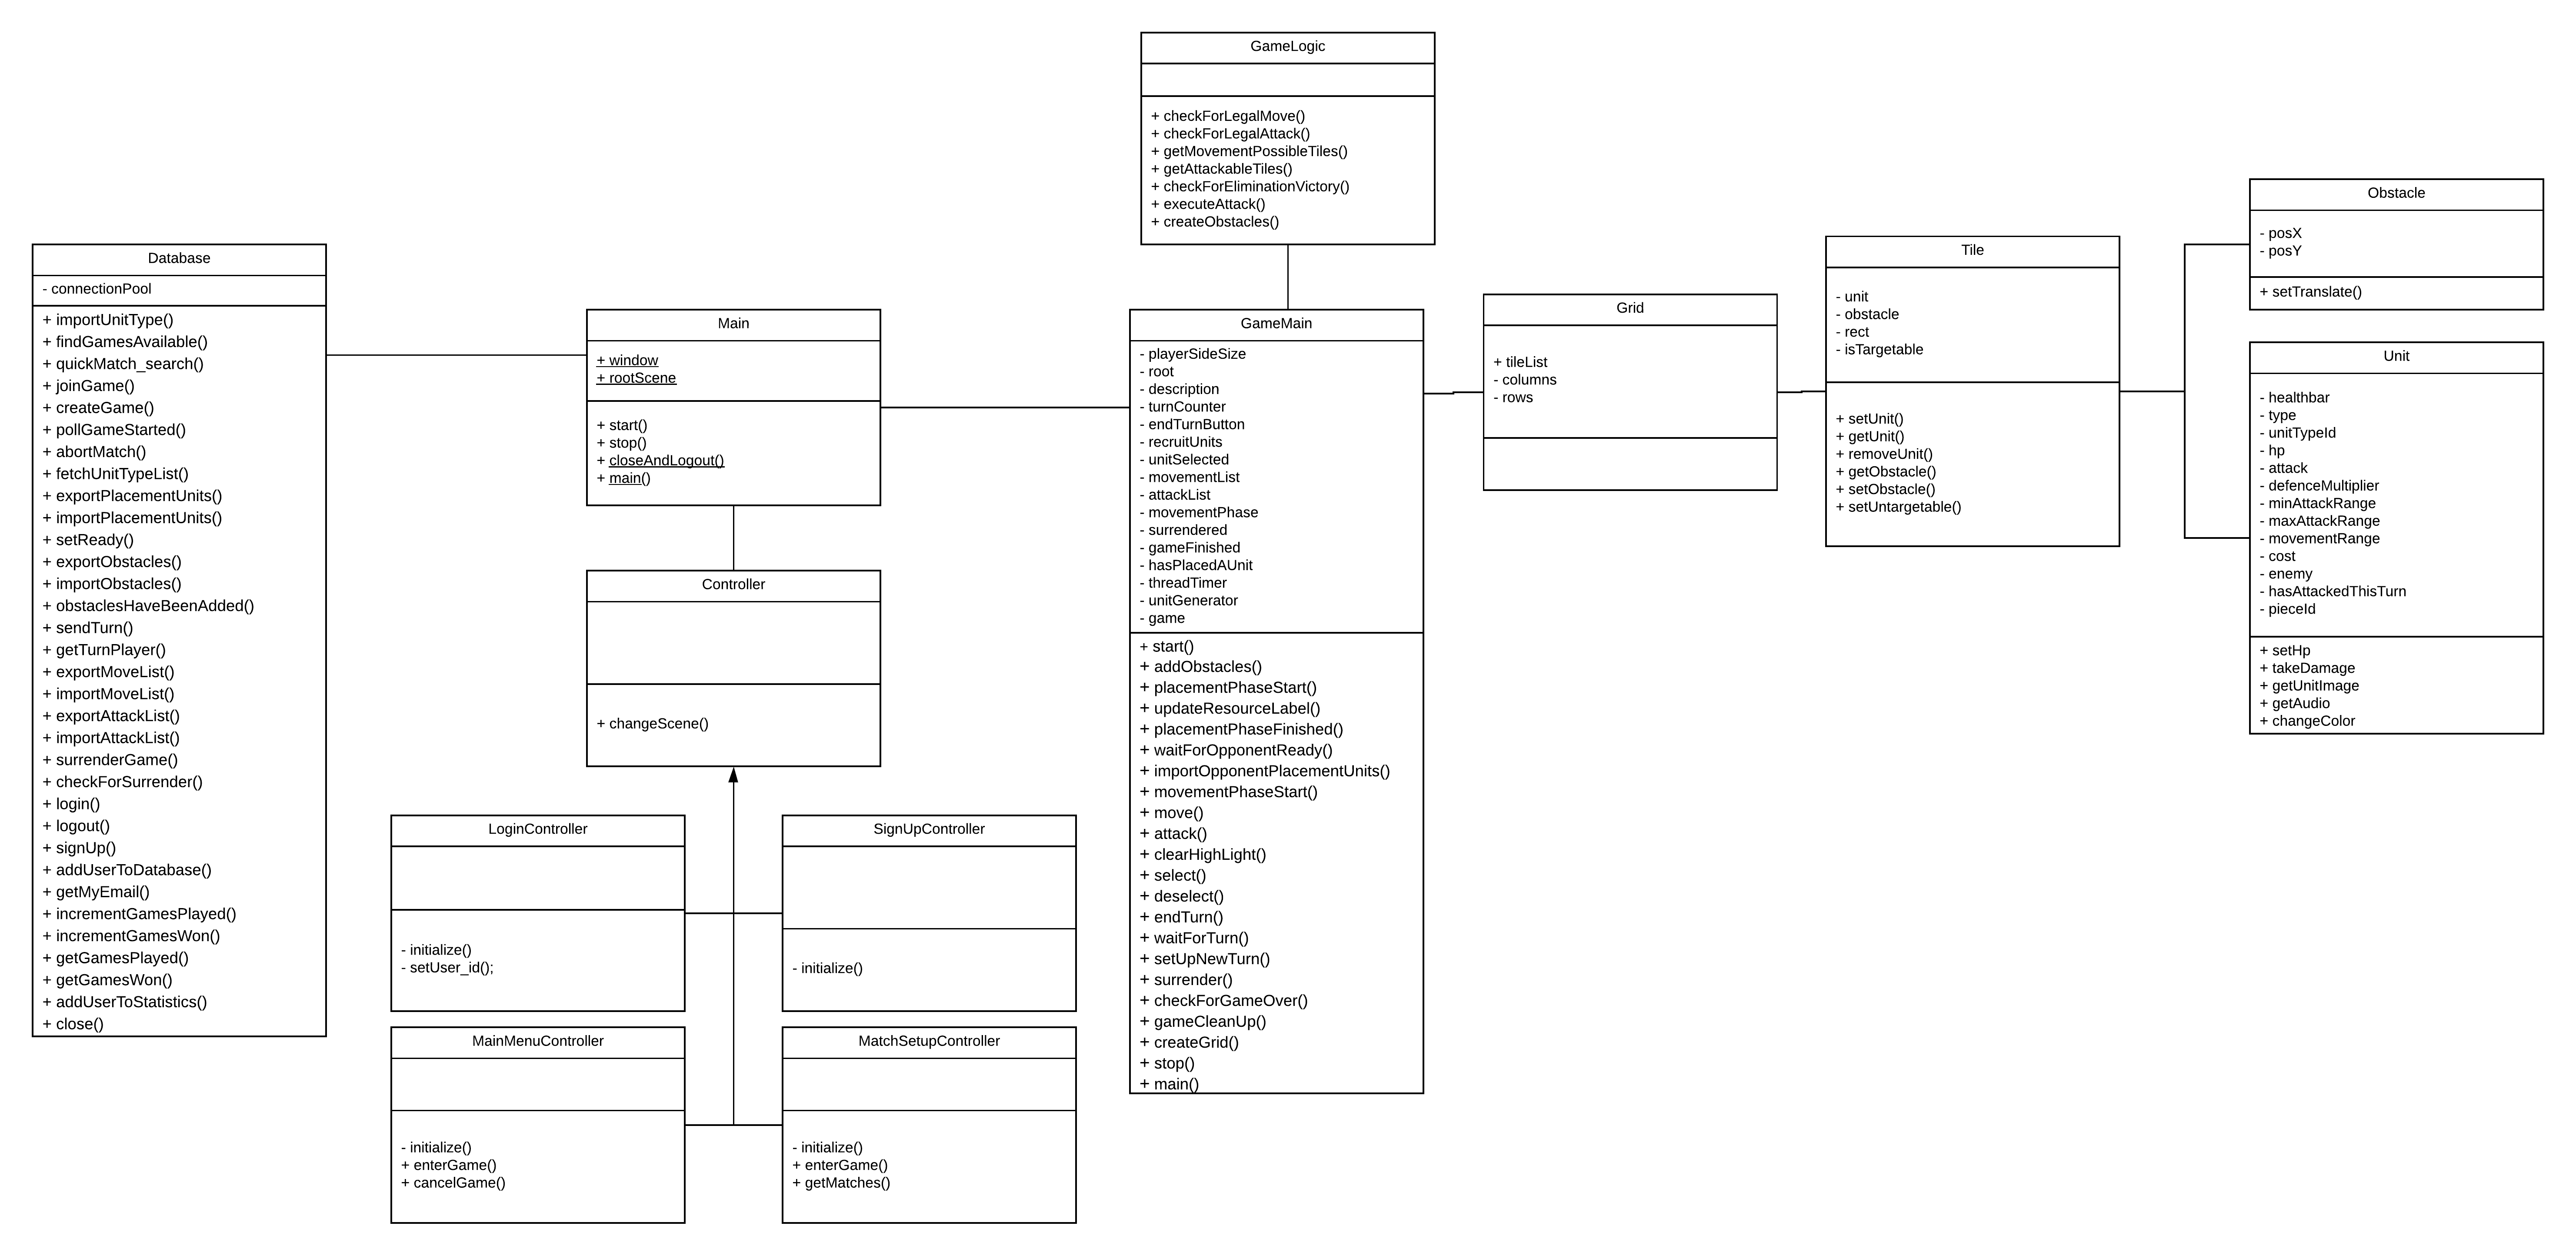 GameLogic
+ checkForLegalMove()
+ checkForLegalAttack()
+ getMovementPossibleTiles()
+ getAttackableTiles()
+ checkForEliminationVictory()
+ executeAttack()
+ createObstacles()
Database
- connectionPool
+ importUnitType()
+ findGamesAvailable()
+ quickMatch_search()
+ joinGame()
+ createGame()
+ pollGameStarted()
+ abortMatch()
+ fetchUnitTypeList()
+ exportPlacementUnits()
+ importPlacementUnits()
+ setReady()
+ exportObstacles()
+ importObstacles()
+ obstaclesHaveBeenAdded()
+ sendTurn()
+ getTurnPlayer()
+ exportMoveList()
+ importMoveList()
+ exportAttackList()
+ importAttackList()
+ surrenderGame()
+ checkForSurrender()
+ login()
+ logout()
+ signUp()
+ addUserToDatabase()
+ getMyEmail()
+ incrementGamesPlayed()
+ incrementGamesWon()
+ getGamesPlayed()
+ getGamesWon()
+ addUserToStatistics()
+ close()
Main
+ window
+ rootScene
+ start()
+ stop()
+ closeAndLogout()
+ main()
Controller
+ changeScene()
LoginController
- initialize()
- setUser_id();
SignUpController
- initialize()
MainMenuController
- initialize()
+ enterGame()
+ cancelGame()
MatchSetupController
- initialize()
+ enterGame()
+ getMatches()
GameMain
- playerSideSize
- root
- description
- turnCounter
- endTurnButton
- recruitUnits
- unitSelected
- movementList
- attackList
- movementPhase
- surrendered
- gameFinished
- hasPlacedAUnit
- threadTimer
- unitGenerator
- game
+ start()
+ addObstacles()
+ placementPhaseStart()
+ updateResourceLabel()
+ placementPhaseFinished()
+ waitForOpponentReady()
+ importOpponentPlacementUnits()
+ movementPhaseStart()
+ move()
+ attack()
+ clearHighLight()
+ select()
+ deselect()
+ endTurn()
+ waitForTurn()
+ setUpNewTurn()
+ surrender()
+ checkForGameOver()
+ gameCleanUp()
+ createGrid()
+ stop()
+ main()
Grid
+ tileList
- columns
- rows
Tile
- unit
- obstacle
- rect
- isTargetable
+ setUnit()
+ getUnit()
+ removeUnit()
+ getObstacle()
+ setObstacle()
+ setUntargetable()
Obstacle
- posX
- posY
+ setTranslate()
Unit
- healthbar
- type
- unitTypeId
- hp
- attack
- defenceMultiplier
- minAttackRange
- maxAttackRange
- movementRange
- cost
- enemy
- hasAttackedThisTurn
- pieceId
+ setHp
+ takeDamage
+ getUnitImage
+ getAudio
+ changeColor